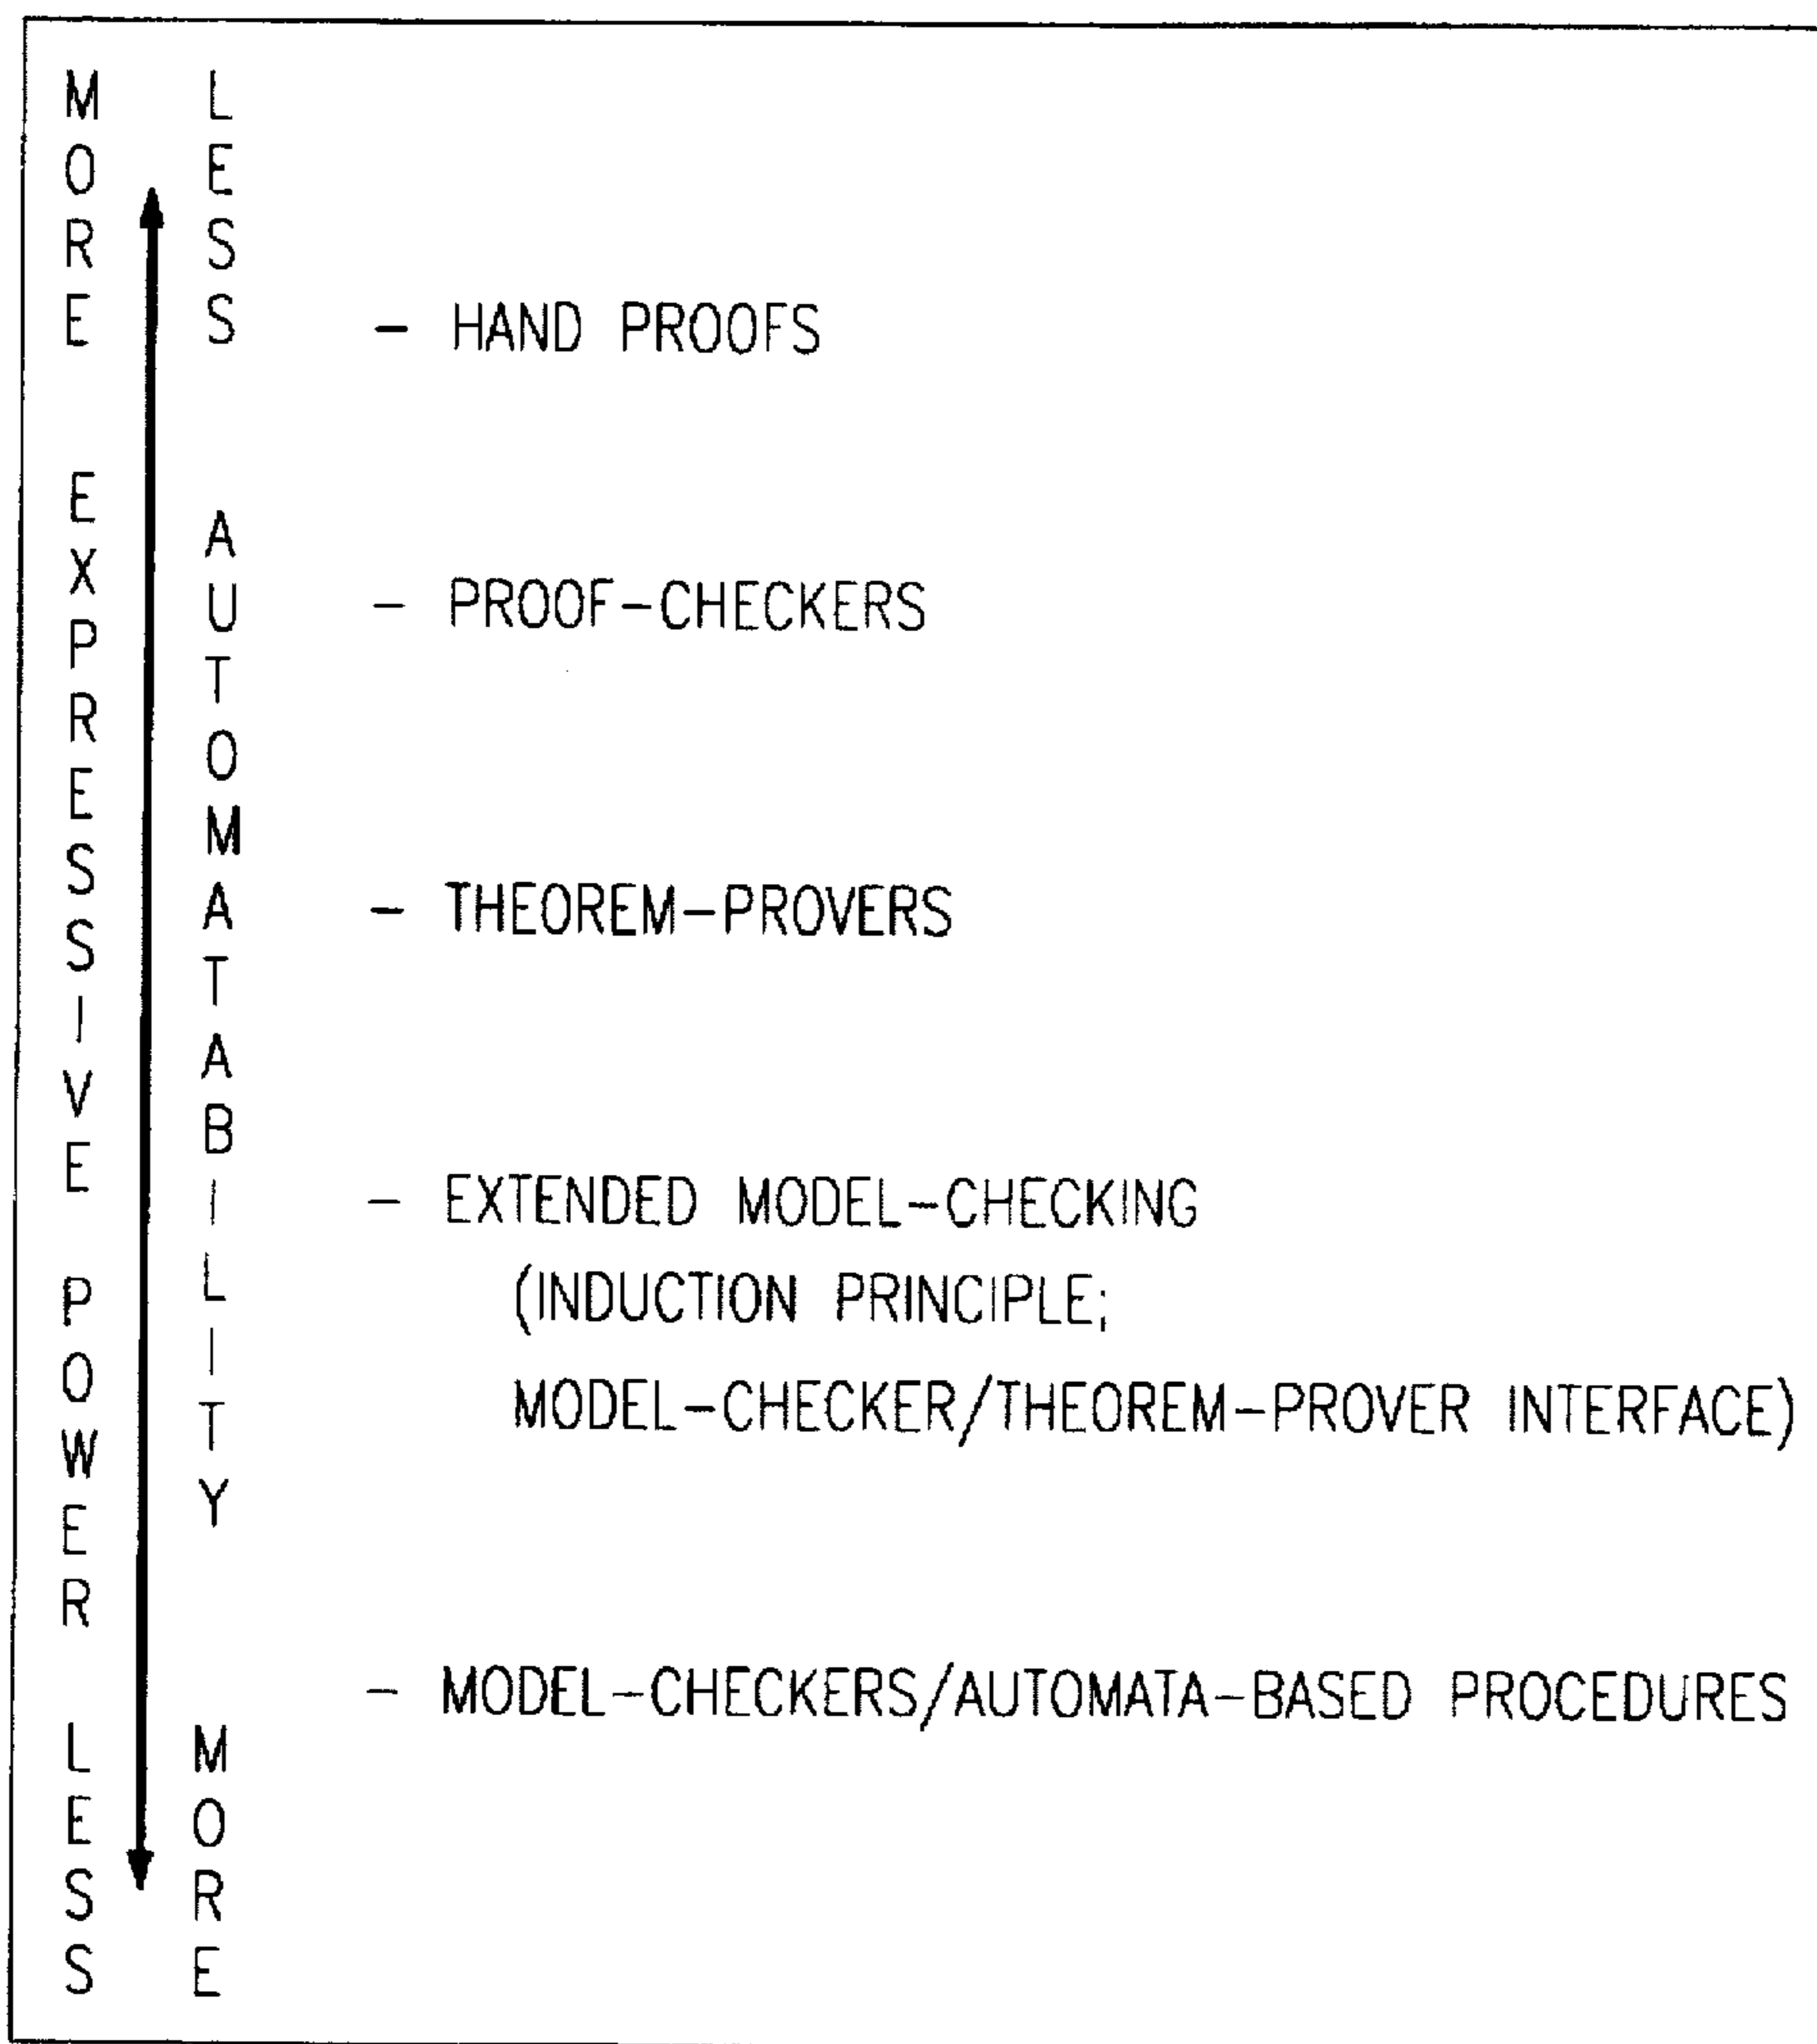 MORE EXPRESSIVE POWER LESS
LESS AUTOMATABILITY MORE
- HAND PROOFS
- PROOF-CHECKERS
- THEOREM-PROVERS
- EXTENDED MODEL-CHECKING
(INDUCTION PRINCIPLE;
MODEL-CHECKER/THEOREM-PROVER INTERFACE)
- MODEL-CHECKERS/AUTOMATA-BASED PROCEDURES